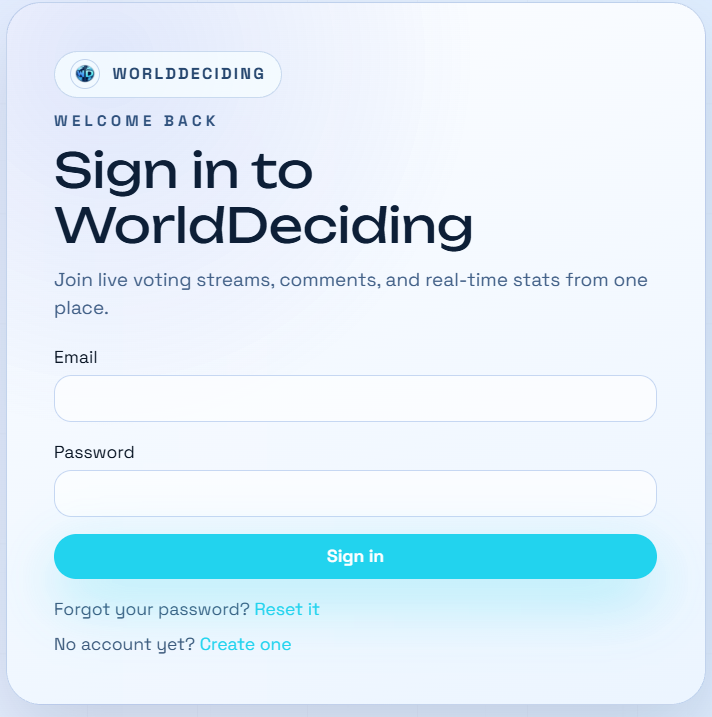 WD WORLDDECIDING
WELCOME BACK
Sign in to
WorldDeciding
Join live voting streams, comments, and real-time stats from one
place.
Email
Password
Sign in
Forgot your password? Reset it
No account yet? Create one